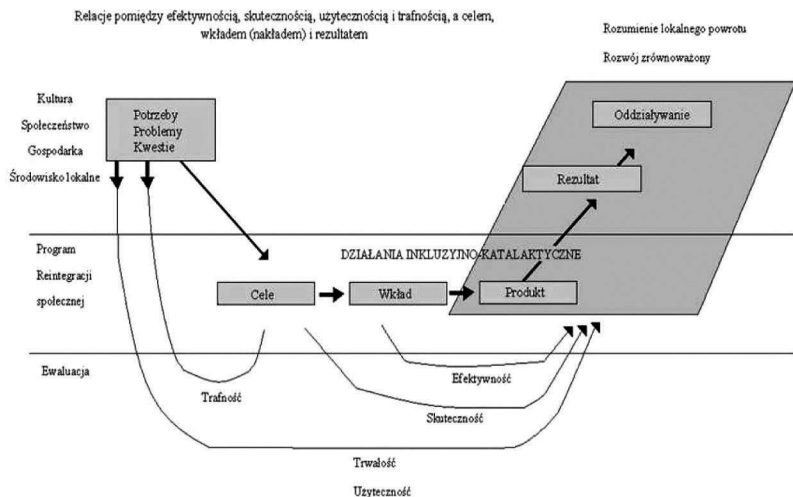 Relacje pomiędzy efektywnością, skutecznością, użytecznością i trafnością, a celem,
wkładem (nakładem) i rezultatem
Rozumienie lokalnego powrotu
Rozwój zrównoważony
Kultura
Społeczeństwo
Gospodarka
Środowisko lokalne
Potrzeby
Problemy
Kwestie
Oddziaływanie
Rezultat
Program
Reintegracji
społecznej
DZIAŁANIA INKLUZYJNO-KATALAKTYCZNE
Cele
Wkład
Produkt
Ewaluacja
Trafność
Efektywność
Skuteczność
Trwałość
Użyteczność